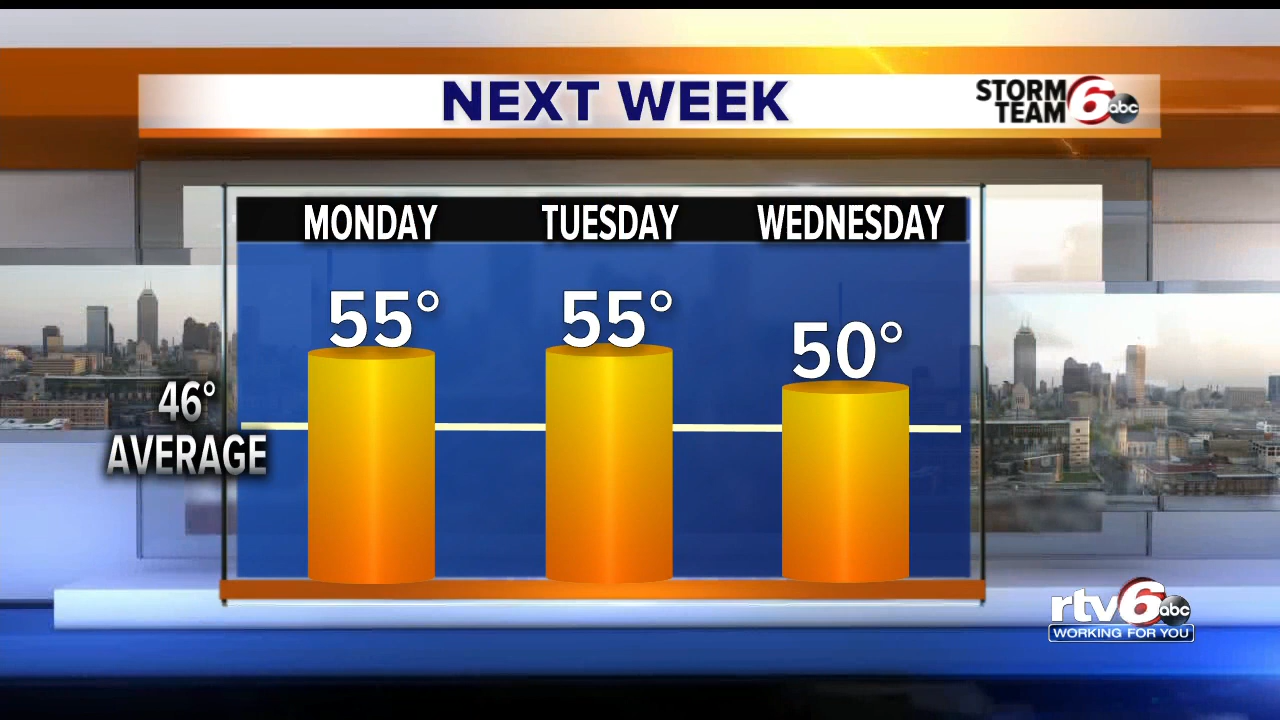 NEXT WEEK
STORM
TEAM 6 abc
MONDAY TUESDAY WEDNESDAY
55° 55° 50°
46°
AVERAGE
rtv6 abc
WORKING FOR YOU